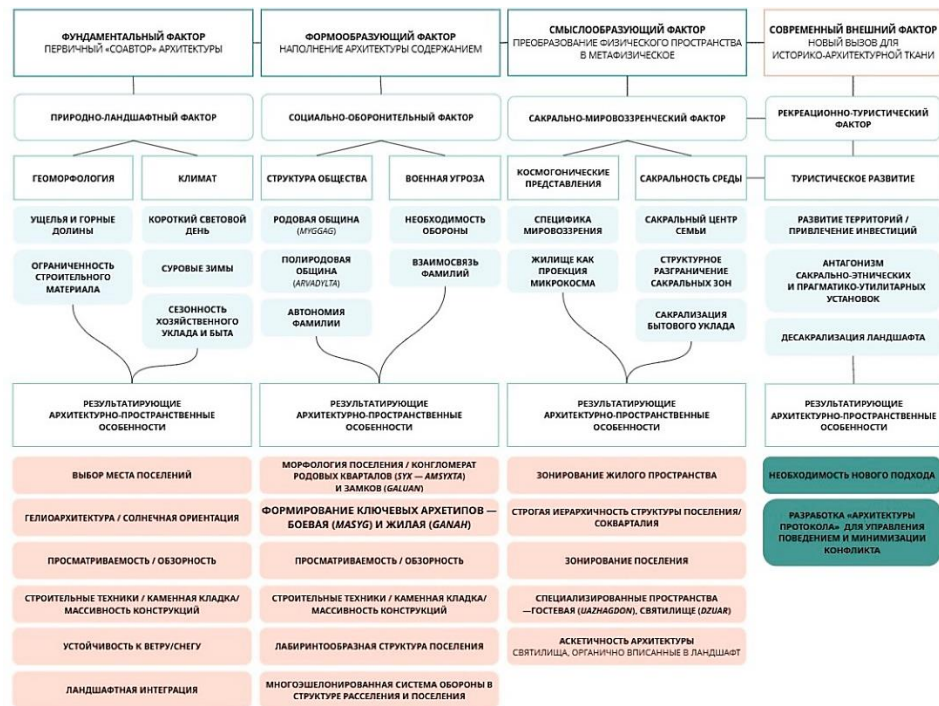 ФУНДАМЕНТАЛЬНЫЙ ФАКТОР
ПЕРВИЧНЫЙ «СОАВТОР» АРХИТЕКТУРЫ
ПРИРОДНО-ЛАНДШАФТНЫЙ ФАКТОР
ГЕОМОРФОЛОГИЯ
УЩЕЛЬЯ И ГОРНЫЕ
ДОЛИНЫ
ОГРАНИЧЕННОСТЬ
СТРОИТЕЛЬНОГО
МАТЕРИАЛА
КЛИМАТ
КОРОТКИЙ СВЕТОВОЙ
ДЕНЬ
СУРОВЫЕ ЗИМЫ
СЕЗОННОСТЬ
ХОЗЯЙСТВЕННОГО
УКЛАДА И БЫТА
РЕЗУЛЬТАТИРУЮЩИЕ
АРХИТЕКТУРНО-ПРОСТРАНСТВЕННЫЕ
ОСОБЕННОСТИ
ВЫБОР МЕСТА ПОСЕЛЕНИЙ
ГЕЛИОАРХИТЕКТУРА / СОЛНЕЧНАЯ ОРИЕНТАЦИЯ
ПРОСМАТРИВАЕМОСТЬ / ОБЗОРНОСТЬ
СТРОИТЕЛЬНЫЕ ТЕХНИКИ / КАМЕННАЯ КЛАДКА/
МАССИВНОСТЬ КОНСТРУКЦИЙ
УСТОЙЧИВОСТЬ К ВЕТРУ/СНЕГУ
ЛАНДШАФТНАЯ ИНТЕГРАЦИЯ
ФОРМООБРАЗУЮЩИЙ ФАКТОР
НАПОЛНЕНИЕ АРХИТЕКТУРЫ СОДЕРЖАНИЕМ
СОЦИАЛЬНО-ОБОРОНИТЕЛЬНЫЙ ФАКТОР
СТРУКТУРА ОБЩЕСТВА
РОДОВАЯ ОБЩИНА
(MYGGAG)
ПОЛИРОДОВАЯ
ОБЩИНА
(ARVADYLTA)
АВТОНОМИЯ
ФАМИЛИИ
ВОЕННАЯ УГРОЗА
НЕОБХОДИМОСТЬ
ОБОРОНЫ
ВЗАИМОСВЯЗЬ
ФАМИЛИЙ
РЕЗУЛЬТАТИРУЮЩИЕ
АРХИТЕКТУРНО-ПРОСТРАНСТВЕННЫЕ
ОСОБЕННОСТИ
МОРФОЛОГИЯ ПОСЕЛЕНИЯ / КОНГЛОМЕРАТ
РОДОВЫХ КВАРТАЛОВ (SYX — AMSYXTA)
И ЗАМКОВ (GALUAN)
ФОРМИРОВАНИЕ КЛЮЧЕВЫХ АРХЕТИПОВ —
БОЕВАЯ (MASYG) И ЖИЛАЯ (GANAH)
ПРОСМАТРИВАЕМОСТЬ / ОБЗОРНОСТЬ
СТРОИТЕЛЬНЫЕ ТЕХНИКИ / КАМЕННАЯ КЛАДКА/
МАССИВНОСТЬ КОНСТРУКЦИЙ
ЛАБИРИНТООБРАЗНАЯ СТРУКТУРА ПОСЕЛЕНИЯ
МНОГОЭШЕЛОНИРОВАННАЯ СИСТЕМА ОБОРОНЫ В
СТРУКТУРЕ РАССЕЛЕНИЯ И ПОСЕЛЕНИЯ
СМЫСЛООБРАЗУЮЩИЙ ФАКТОР
ПРЕОБРАЗОВАНИЕ ФИЗИЧЕСКОГО ПРОСТРАНСТВА
В МЕТАФИЗИЧЕСКОЕ
САКРАЛЬНО-МИРОВОЗЗРЕНЧЕСКИЙ ФАКТОР
КОСМОГОНИЧЕСКИЕ
ПРЕДСТАВЛЕНИЯ
СПЕЦИФИКА
МИРОВОЗЗРЕНИЯ
ЖИЛИЩЕ КАК
ПРОЕКЦИЯ
МИКРОКОСМА
САКРАЛЬНОСТЬ СРЕДЫ
САКРАЛЬНЫЙ ЦЕНТР
СЕМЬИ
СТРУКТУРНОЕ
РАЗГРАНИЧЕНИЕ
САКРАЛЬНЫХ ЗОН
САКРАЛИЗАЦИЯ
БЫТОВОГО УКЛАДА
РЕЗУЛЬТАТИРУЮЩИЕ
АРХИТЕКТУРНО-ПРОСТРАНСТВЕННЫЕ
ОСОБЕННОСТИ
ЗОНИРОВАНИЕ ЖИЛОГО ПРОСТРАНСТВА
СТРОГАЯ ИЕРАРХИЧНОСТЬ СТРУКТУРЫ ПОСЕЛЕНИЯ/
СОКВАРТАЛИЯ
ЗОНИРОВАНИЕ ПОСЕЛЕНИЯ
СПЕЦИАЛИЗИРОВАННЫЕ ПРОСТРАНСТВА
—ГОСТЕВАЯ (UAZHAGDON), СВЯТИЛИЩЕ (DZUAR)
АСКЕТИЧНОСТЬ АРХИТЕКТУРЫ
СВЯТИЛИЩА, ОРГАНИЧНО ВПИСАННЫЕ В ЛАНДШАФТ
СОВРЕМЕННЫЙ ВНЕШНИЙ ФАКТОР
НОВЫЙ ВЫЗОВ ДЛЯ
ИСТОРИКО-АРХИТЕКТУРНОЙ ТКАНИ
РЕКРЕАЦИОННО-ТУРИСТИЧЕСКИЙ
ФАКТОР
ТУРИСТИЧЕСКОЕ РАЗВИТИЕ
РАЗВИТИЕ ТЕРРИТОРИЙ /
ПРИВЛЕЧЕНИЕ ИНВЕСТИЦИЙ
АНТАГОНИЗМ
САКРАЛЬНО-ЭТНИЧЕСКИХ
И ПРАГМАТИКО-УТИЛИТАРНЫХ
УСТАНОВОК
ДЕСАКРАЛИЗАЦИЯ ЛАНДШАФТА
РЕЗУЛЬТАТИРУЮЩИЕ
АРХИТЕКТУРНО-ПРОСТРАНСТВЕННЫЕ
ОСОБЕННОСТИ
НЕОБХОДИМОСТЬ НОВОГО ПОДХОДА
РАЗРАБОТКА «АРХИТЕКТУРЫ
ПРОТОКОЛА» ДЛЯ УПРАВЛЕНИЯ
ПОВЕДЕНИЕМ И МИНИМИЗАЦИИ
КОНФЛИКТА